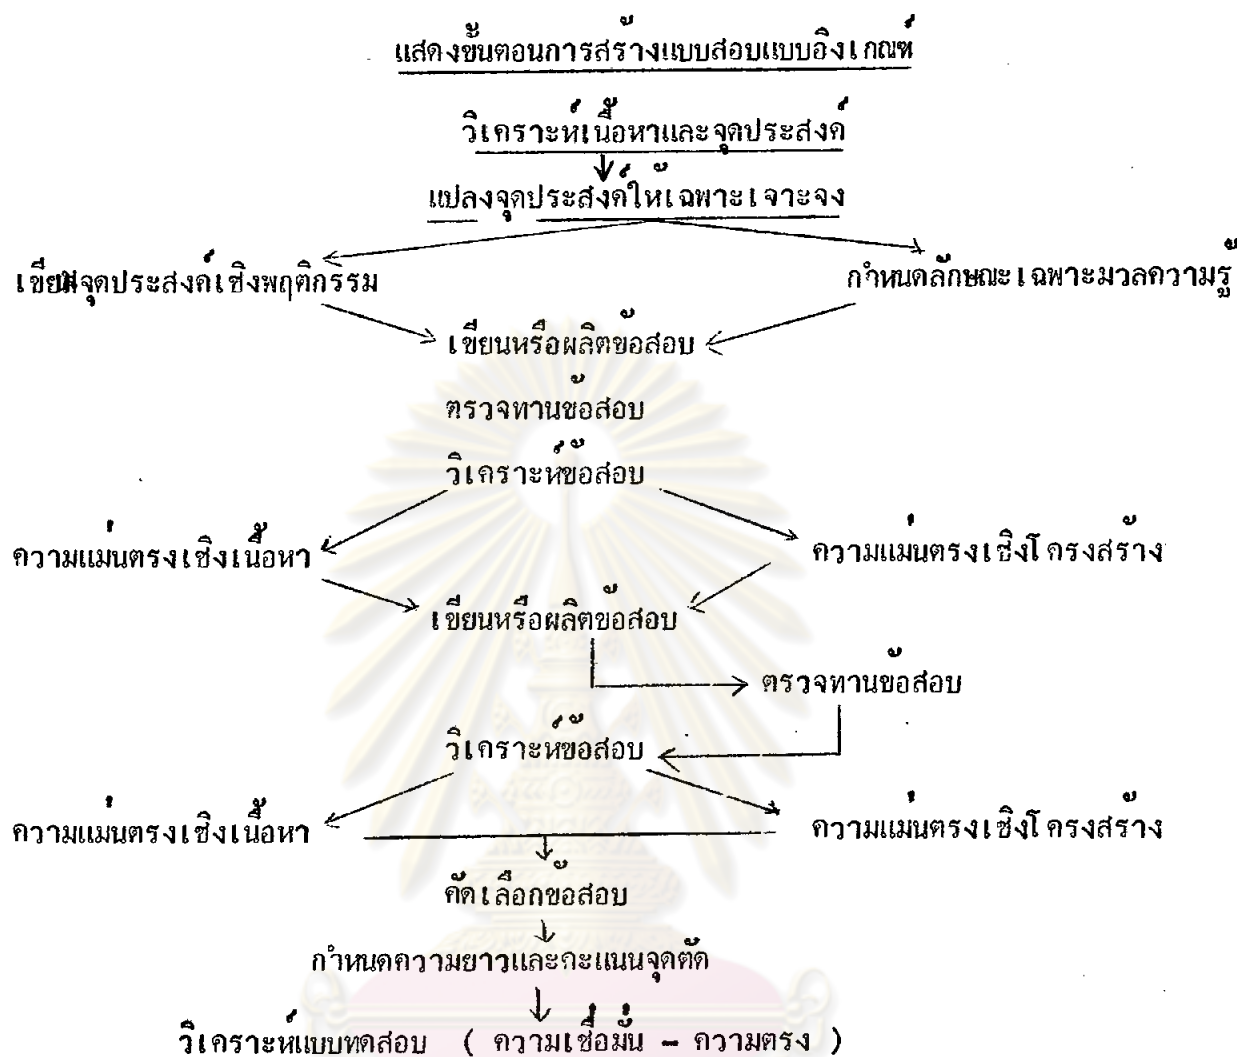 แสดงขั้นตอนการสร้างแบบสอบแบบอิงเกณฑ์
วิเคราะห์เนื้อหาและจุดประสงค์
แปลงจุดประสงค์ให้เฉพาะเจาะจง
เขียนจุดประสงค์เชิงพฤติกรรม
กำหนดลักษณะเฉพาะมวลความรู้
เขียนหรือผลิตข้อสอบ
ตรวจทานข้อสอบ
วิเคราะห์ข้อสอบ
ความแม่นตรงเชิงเนื้อหา
ความแม่นตรงเชิงโครงสร้าง
เขียนหรือผลิตข้อสอบ
ตรวจทานข้อสอบ
วิเคราะห์ข้อสอบ
ความแม่นตรงเชิงเนื้อหา
ความแม่นตรงเชิงโครงสร้าง
คัดเลือกข้อสอบ
กำหนดความยาวและคะแนนจุดตัด
วิเคราะห์แบบทดสอบ ( ความเชื่อมั่น - ความตรง )